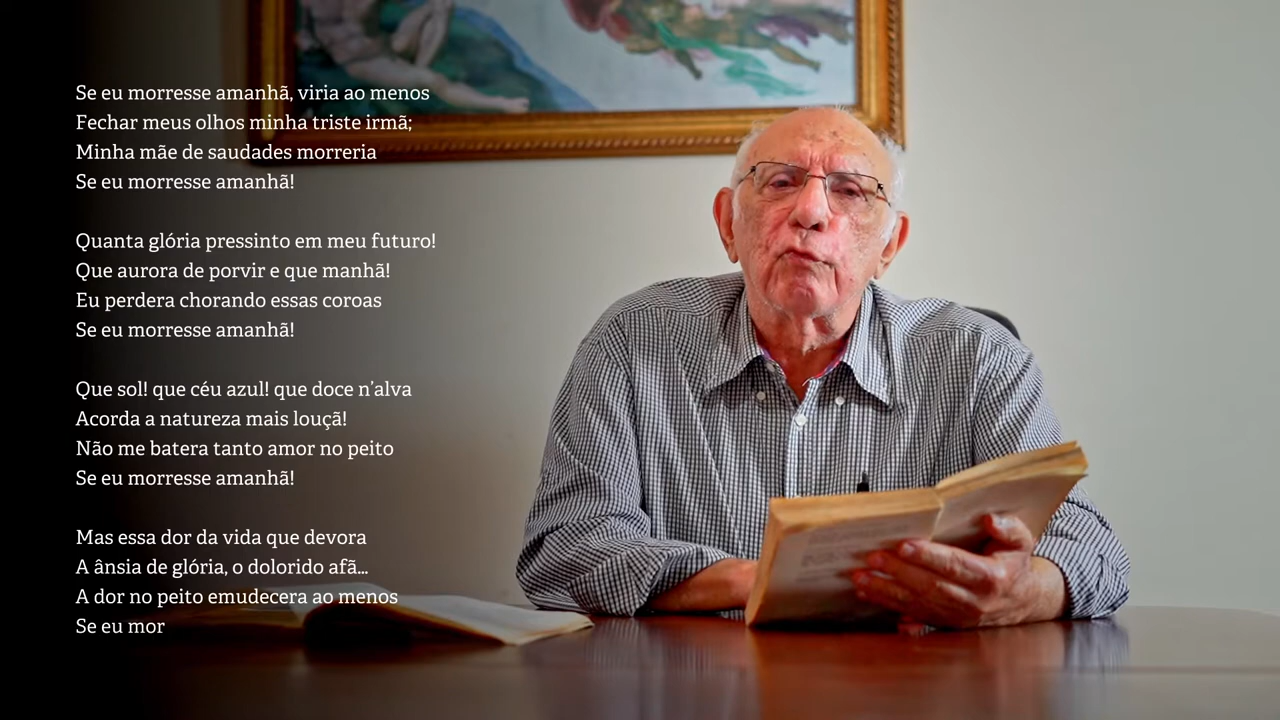 Se eu morresse amanhã, viria ao menos
Fechar meus olhos minha triste irmã;
Minha mãe de saudades morreria
Se eu morresse amanhã!
Quanta glória pressinto em meu futuro!
Que aurora de porvir e que manhã!
Eu perdera chorando essas coroas
Se eu morresse amanhã!
Que sol! que céu azul! que doce n’alva
Acorda a natureza mais louçã!
Não me batera tanto amor no peito
Se eu morresse amanhã!
Mas essa dor da vida que devora
A ânsia de glória, o dolorido afã...
A dor no peito emudecera ao menos
Se eu mor